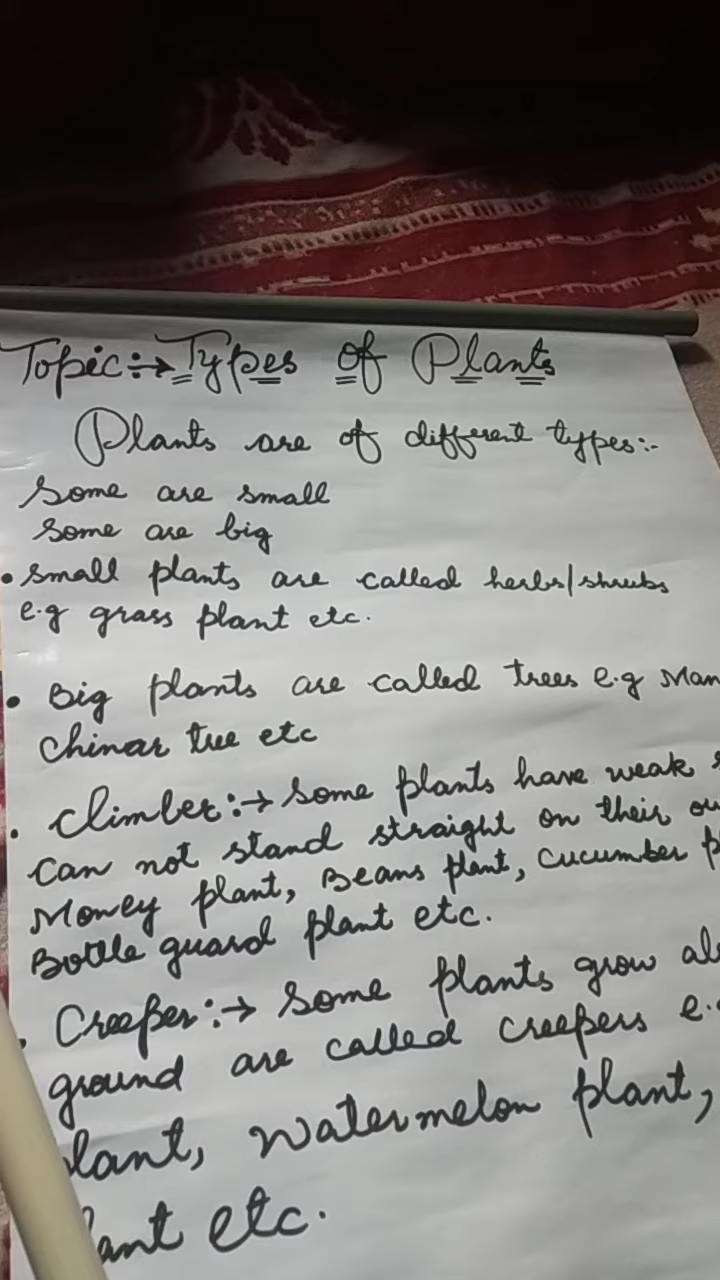 Topic:→Types of Plants
Plants are of different types:-
Some are small
Some are big
• Small plants are called herbs/shrubs
e.g grass plant etc.
• Big plants are called trees e.g
Chinar tree etc
• Climber:→ Some plants have weak
Can not stand straight on their
Money plant, Beans plant, Cucumber
Bottle guard plant etc.
• Creeper:→ Some plants grow
ground are called creepers
watermelon plant,
etc.